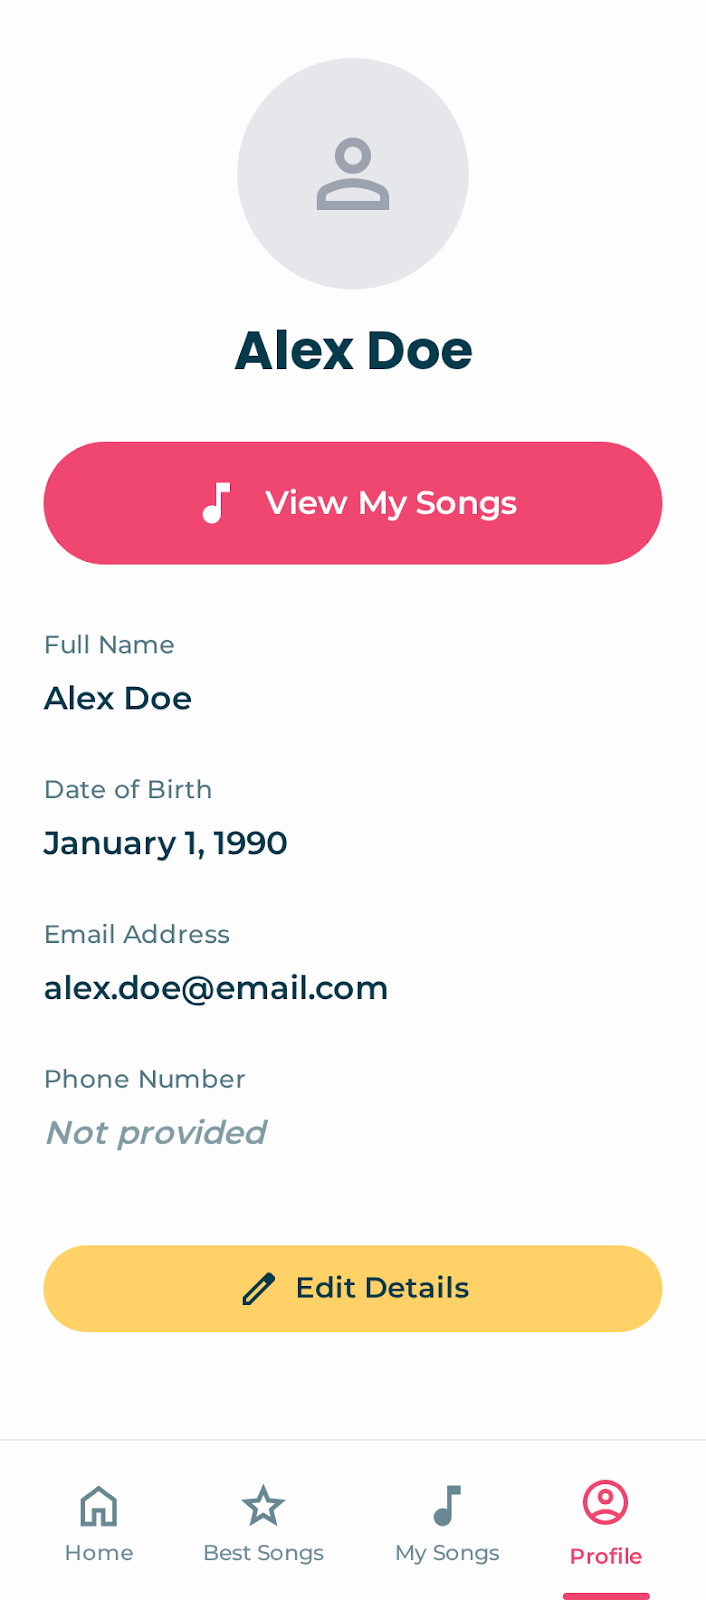 Alex Doe
View My Songs
Full Name
Alex Doe
Date of Birth
January 1, 1990
Email Address
alex.doe@email.com
Phone Number
Not provided
Edit Details
Home
Best Songs
My Songs
Profile